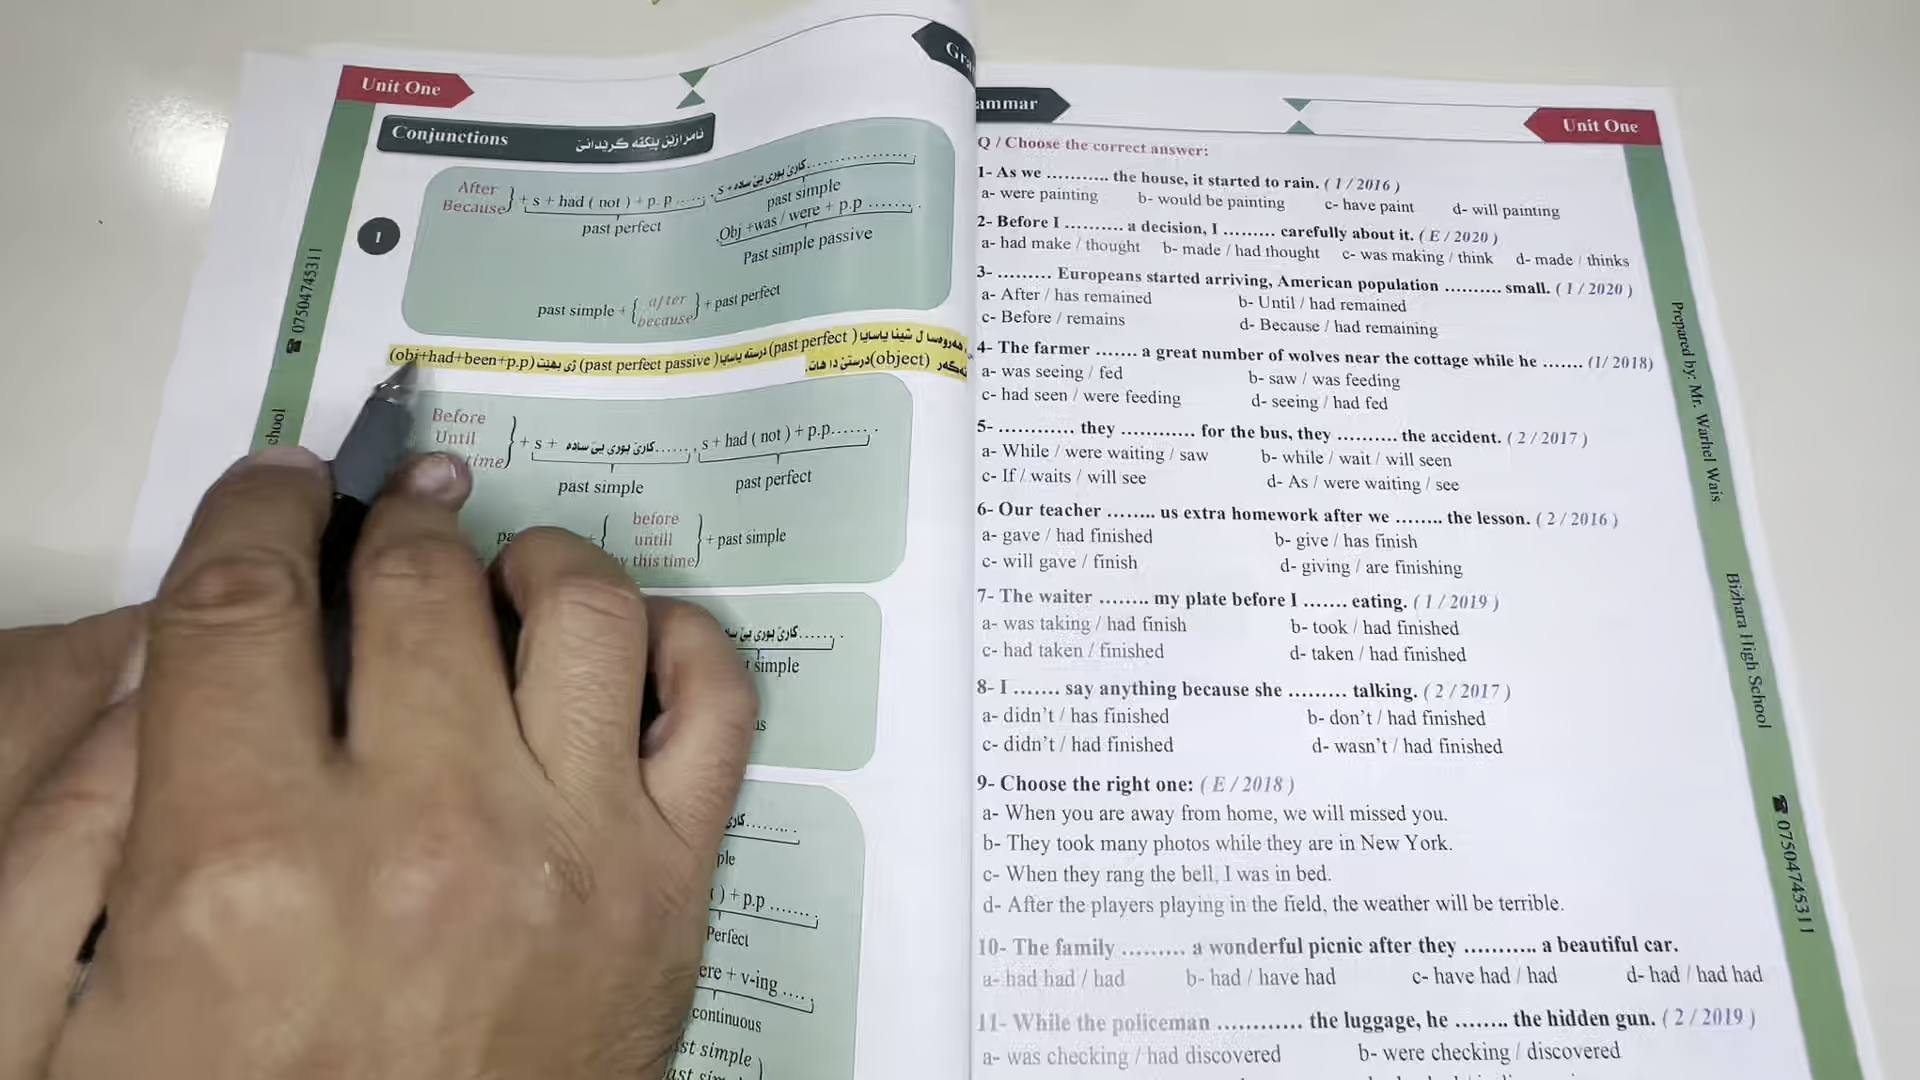 Unit One
Conjunctions
ئامرازێن پێکڤە گرێدانێ
1
After
Because
+ s + had ( not ) + p. p ...... , s + کارێ بوری یێ سادە................
past perfect
past simple
Obj +was / were + p.p ....... .
Past simple passive
past simple + { after because } + past perfect
(past perfect )
(object)
(past perfect passive )
(obj+had+been+p.p)
Before
Until
time
+ s + کارێ بوری یێ سادە......, s + had ( not ) + p.p...... .
past simple
past perfect
before
untill
this time
+ past simple
simple
) + p.p ....... .
Perfect
ere + v-ing .... .
continuous
st simple
☎ 07504745311
ammar
Unit One
Q / Choose the correct answer:
1- As we ........... the house, it started to rain. ( 1 / 2016 )
a- were painting b- would be painting c- have paint d- will painting
2- Before I .......... a decision, I ......... carefully about it. ( E / 2020 )
a- had make / thought b- made / had thought c- was making / think d- made / thinks
3- ......... Europeans started arriving, American population .......... small. ( 1 / 2020 )
a- After / has remained b- Until / had remained
c- Before / remains d- Because / had remaining
4- The farmer ....... a great number of wolves near the cottage while he ....... (1/ 2018)
a- was seeing / fed b- saw / was feeding
c- had seen / were feeding d- seeing / had fed
5- ............ they ............ for the bus, they .......... the accident. ( 2 / 2017 )
a- While / were waiting / saw b- while / wait / will seen
c- If / waits / will see d- As / were waiting / see
6- Our teacher ........ us extra homework after we ........ the lesson. ( 2 / 2016 )
a- gave / had finished b- give / has finish
c- will gave / finish d- giving / are finishing
7- The waiter ........ my plate before I ....... eating. ( 1 / 2019 )
a- was taking / had finish b- took / had finished
c- had taken / finished d- taken / had finished
8- I ....... say anything because she ......... talking. ( 2 / 2017 )
a- didn't / has finished b- don't / had finished
c- didn't / had finished d- wasn't / had finished
9- Choose the right one: ( E / 2018 )
a- When you are away from home, we will missed you.
b- They took many photos while they are in New York.
c- When they rang the bell, I was in bed.
d- After the players playing in the field, the weather will be terrible.
10- The family ......... a wonderful picnic after they ........... a beautiful car.
a- had had / had b- had / have had c- have had / had d- had / had had
11- While the policeman ............ the luggage, he ........ the hidden gun. ( 2 / 2019 )
a- was checking / had discovered b- were checking / discovered
Prepared by: Mr. Warhel Wais
Bizhara High School
☎ 07504745311